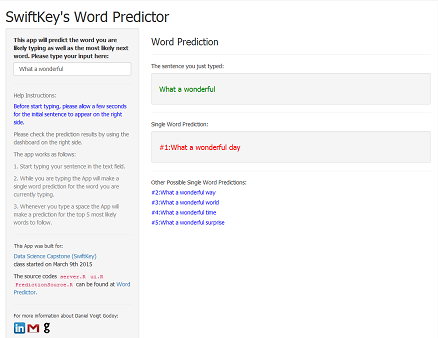 SwiftKey's Word Predictor
This App will predict the word you are
likely typing as well as the most likely next
word. Please type your input here:
What a wonderful
Help Instructions:
Before start typing, please allow a few seconds
for the initial sentence to appear on the right
side.
Please check the prediction results by using the
dashboard on the right side.
The app works as follows:
1. Start typing your sentence in the text field.
2. While you are typing the App will make a
single word prediction for the word you are
currently typing.
3. Whenever you type a space the App will
make a prediction for the top 5 most likely
words to follow.
The App was built for:
Data Science Capstone (SwiftKey)
class started on March 9th 2015
The source codes server.R ui.R
PredictionSource.R can be found at Word
Predictor.
For more information about Daniel Voigt Godoy:
in M g
Word Prediction
The sentence you just typed:
What a wonderful
Single Word Prediction:
#1:What a wonderful day
Other Possible Single Word Predictions:
#2:What a wonderful way
#3:What a wonderful world
#4:What a wonderful time
#5:What a wonderful surprise